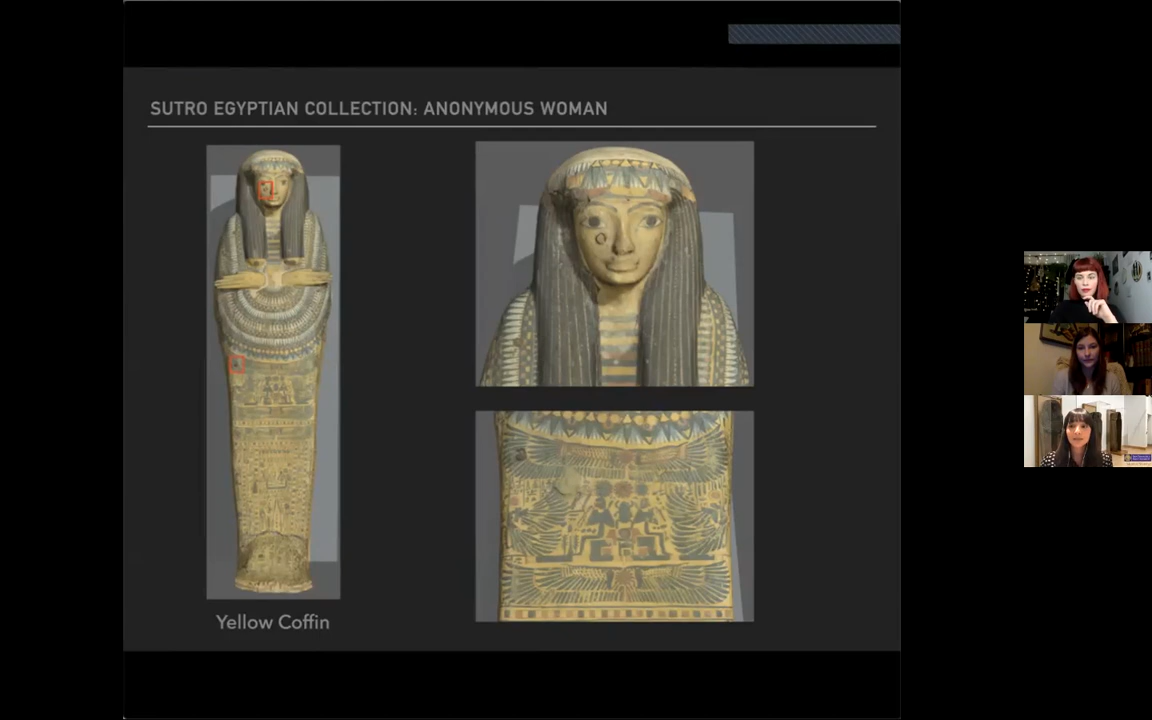 SUTRO EGYPTIAN COLLECTION: ANONYMOUS WOMAN
Yellow Coffin